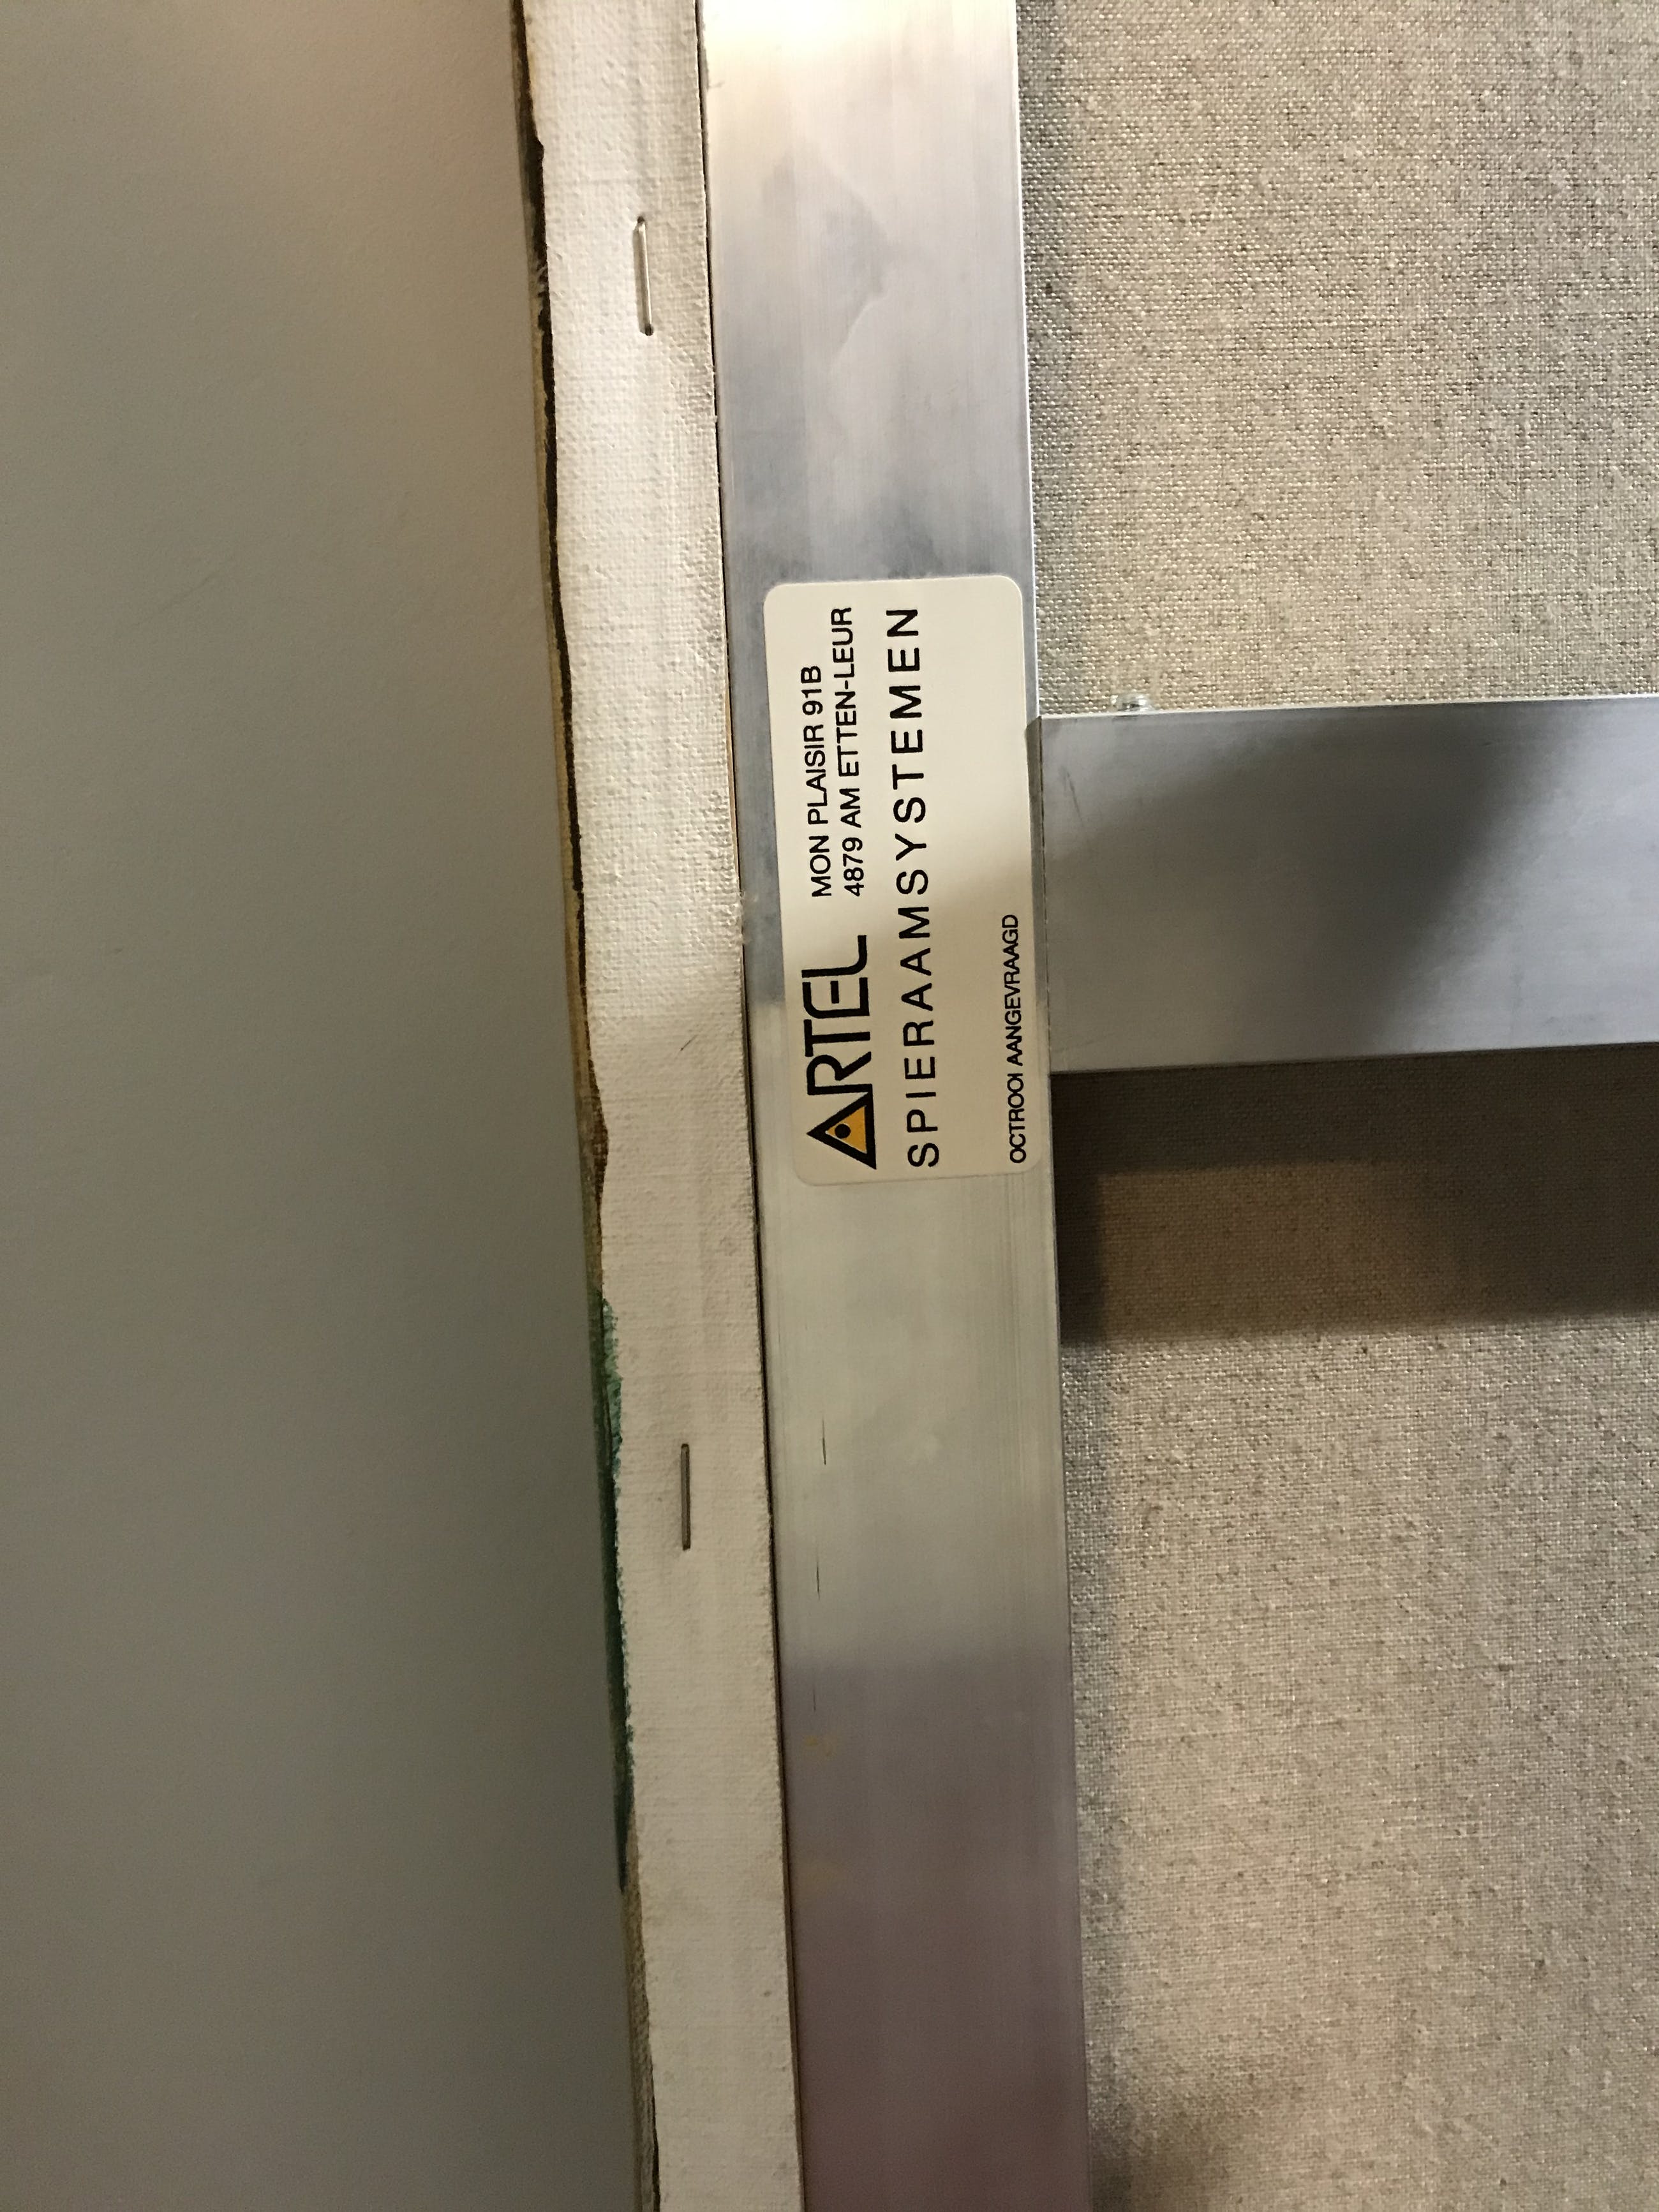 ARTEL
MON PLAISIR 91B
4879 AM ETTEN-LEUR
SPIERAAMSYSTEMEN
OCTROOI AANGEVRAAGD